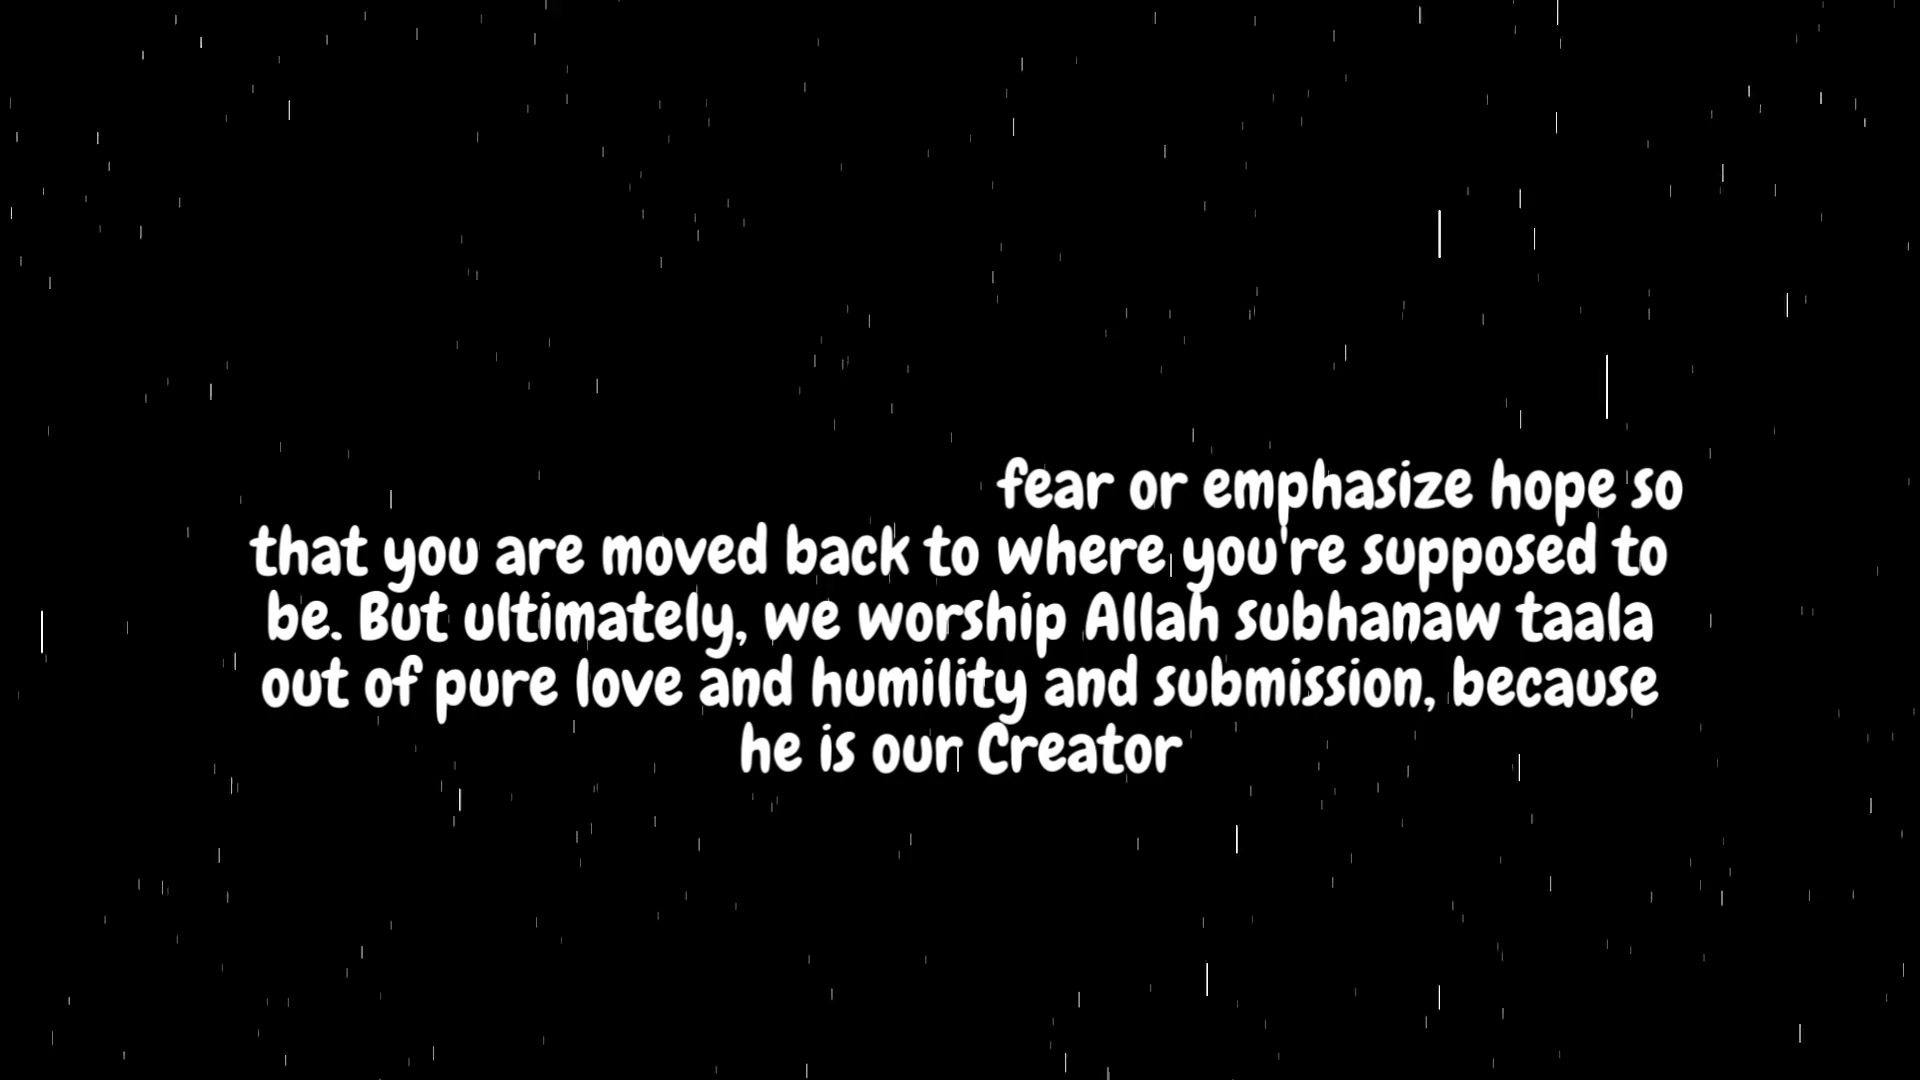 fear or emphasize hope so
that you are moved back to where you're supposed to
be. But ultimately, we worship Allah subhanaw taala
out of pure love and humility and submission, because
he is our Creator